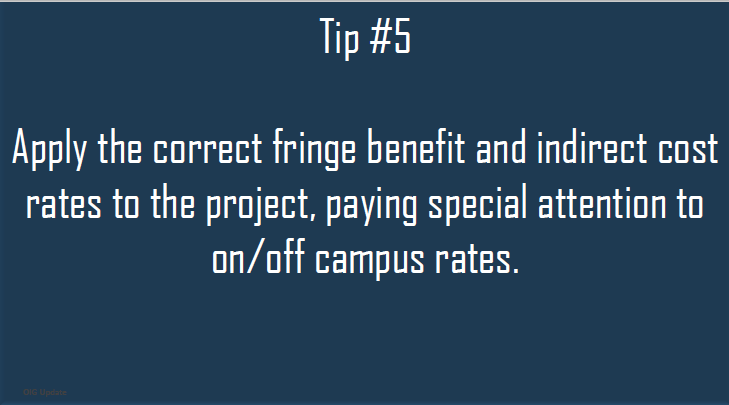 Tip #5
Apply the correct fringe benefit and indirect cost
rates to the project, paying special attention to
on/off campus rates.